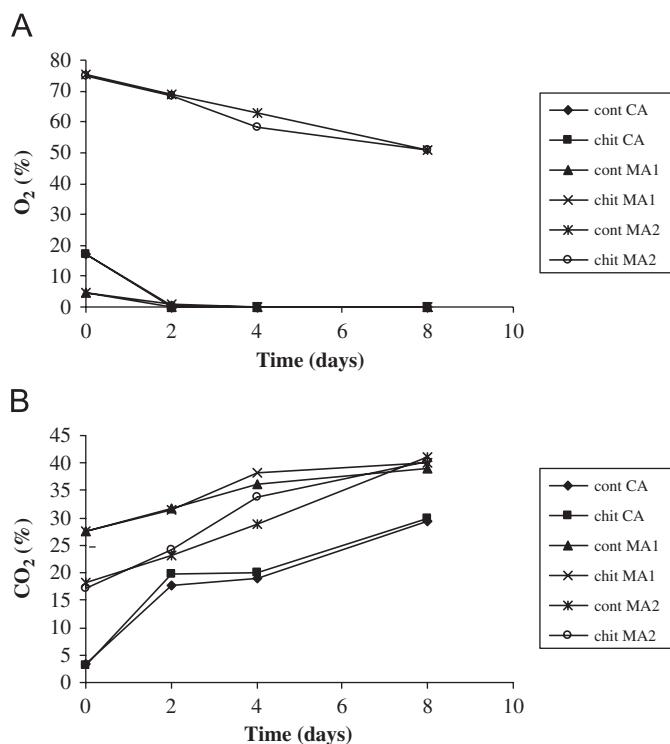 A
80
70
60
50
40
30
20
10
0
O2 (%)
0 2 4 6 8 10
Time (days)
cont CA
chit CA
cont MA1
chit MA1
cont MA2
chit MA2
B
45
40
35
30
25
20
15
10
5
0
CO2 (%)
0 2 4 6 8 10
Time (days)
cont CA
chit CA
cont MA1
chit MA1
cont MA2
chit MA2